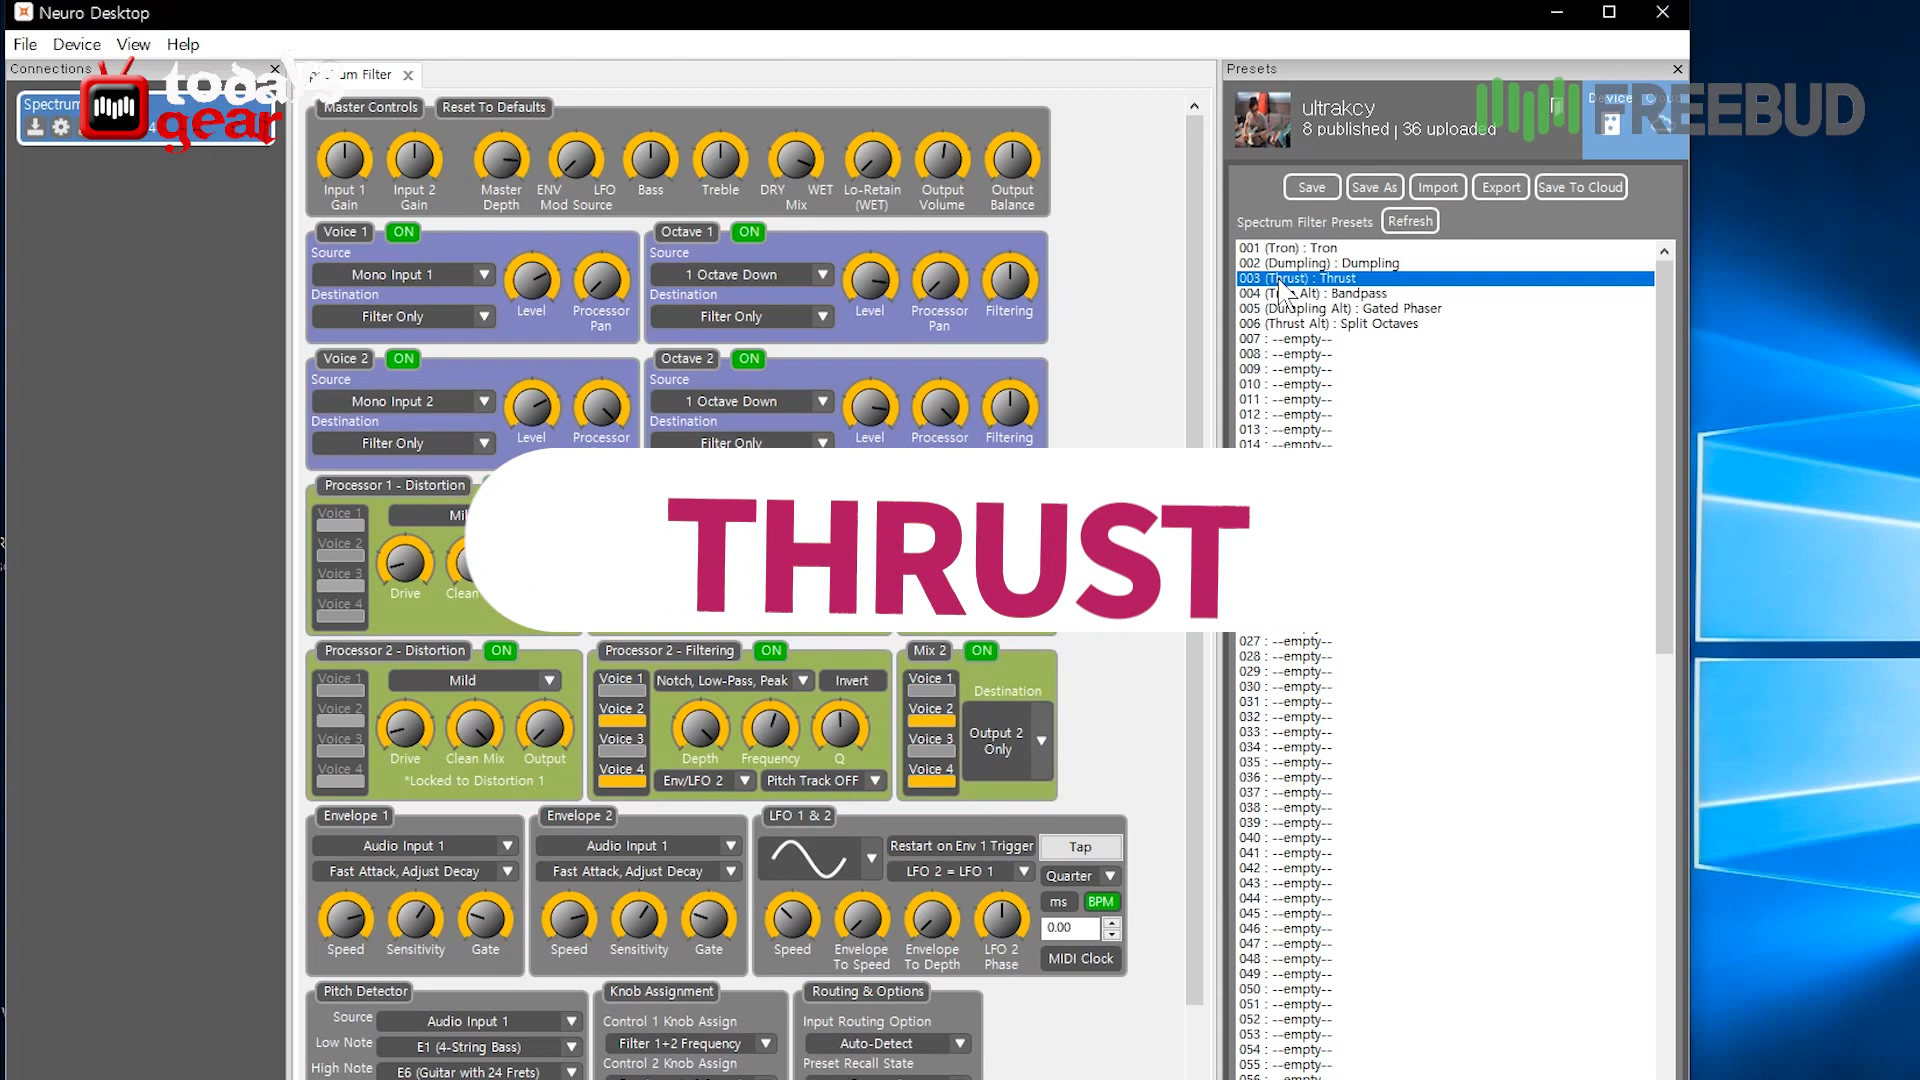 Neuro Desktop
File Device View Help
Connections
Spectrum
today's
gear
FREEBUD
Filter
Master Controls
Reset To Defaults
Input 1 Gain
Input 2 Gain
Master Depth
ENV LFO
Mod Source
Bass
Treble
DRY WET
Mix
Lo-Retain (WET)
Output Volume
Output Balance
Voice 1 ON
Source
Mono Input 1
Destination
Filter Only
Level
Processor Pan
Octave 1 ON
Source
1 Octave Down
Destination
Filter Only
Level
Processor Pan
Filtering
Voice 2 ON
Source
Mono Input 2
Destination
Filter Only
Level
Processor
Octave 2 ON
Source
1 Octave Down
Destination
Filter Only
Level
Processor
Filtering
Processor 1 - Distortion
Voice 1
Voice 2
Voice 3
Voice 4
Drive
Clean
THRUST
Processor 2 - Distortion ON
Voice 1
Voice 2
Voice 3
Voice 4
Mild
Drive
Clean Mix
Output
*Locked to Distortion 1
Processor 2 - Filtering ON
Voice 1
Voice 2
Voice 3
Voice 4
Notch, Low-Pass, Peak
Invert
Depth
Frequency
Q
Env/LFO 2
Pitch Track OFF
Mix 2 ON
Voice 1
Voice 2
Voice 3
Voice 4
Destination
Output 2 Only
Envelope 1
Audio Input 1
Fast Attack, Adjust Decay
Speed
Sensitivity
Gate
Envelope 2
Audio Input 1
Fast Attack, Adjust Decay
Speed
Sensitivity
Gate
LFO 1 & 2
Restart on Env 1 Trigger
LFO 2 = LFO 1
Tap
Quarter
ms BPM
0.00
MIDI Clock
Speed
Envelope To Speed
Envelope To Depth
LFO 2 Phase
Pitch Detector
Source
Audio Input 1
Low Note
E1 (4-String Bass)
High Note
E6 (Guitar with 24 Frets)
Knob Assignment
Control 1 Knob Assign
Filter 1+2 Frequency
Control 2 Knob Assign
Routing & Options
Input Routing Option
Auto-Detect
Preset Recall State
Presets
ultrakcy
8 published | 36 uploaded
Device Cloud
Save
Save As
Import
Export
Save To Cloud
Spectrum Filter Presets
Refresh
001 (Tron) : Tron
002 (Dumpling) : Dumpling
003 (Thrust) : Thrust
004 (Tron Alt) : Bandpass
005 (Dumpling Alt) : Gated Phaser
006 (Thrust Alt) : Split Octaves
007 : --empty--
008 : --empty--
009 : --empty--
010 : --empty--
011 : --empty--
012 : --empty--
013 : --empty--
014 : --empty--
027 : --empty--
028 : --empty--
029 : --empty--
030 : --empty--
031 : --empty--
032 : --empty--
033 : --empty--
034 : --empty--
035 : --empty--
036 : --empty--
037 : --empty--
038 : --empty--
039 : --empty--
040 : --empty--
041 : --empty--
042 : --empty--
043 : --empty--
044 : --empty--
045 : --empty--
046 : --empty--
047 : --empty--
048 : --empty--
049 : --empty--
050 : --empty--
051 : --empty--
052 : --empty--
053 : --empty--
054 : --empty--
055 : --empty--